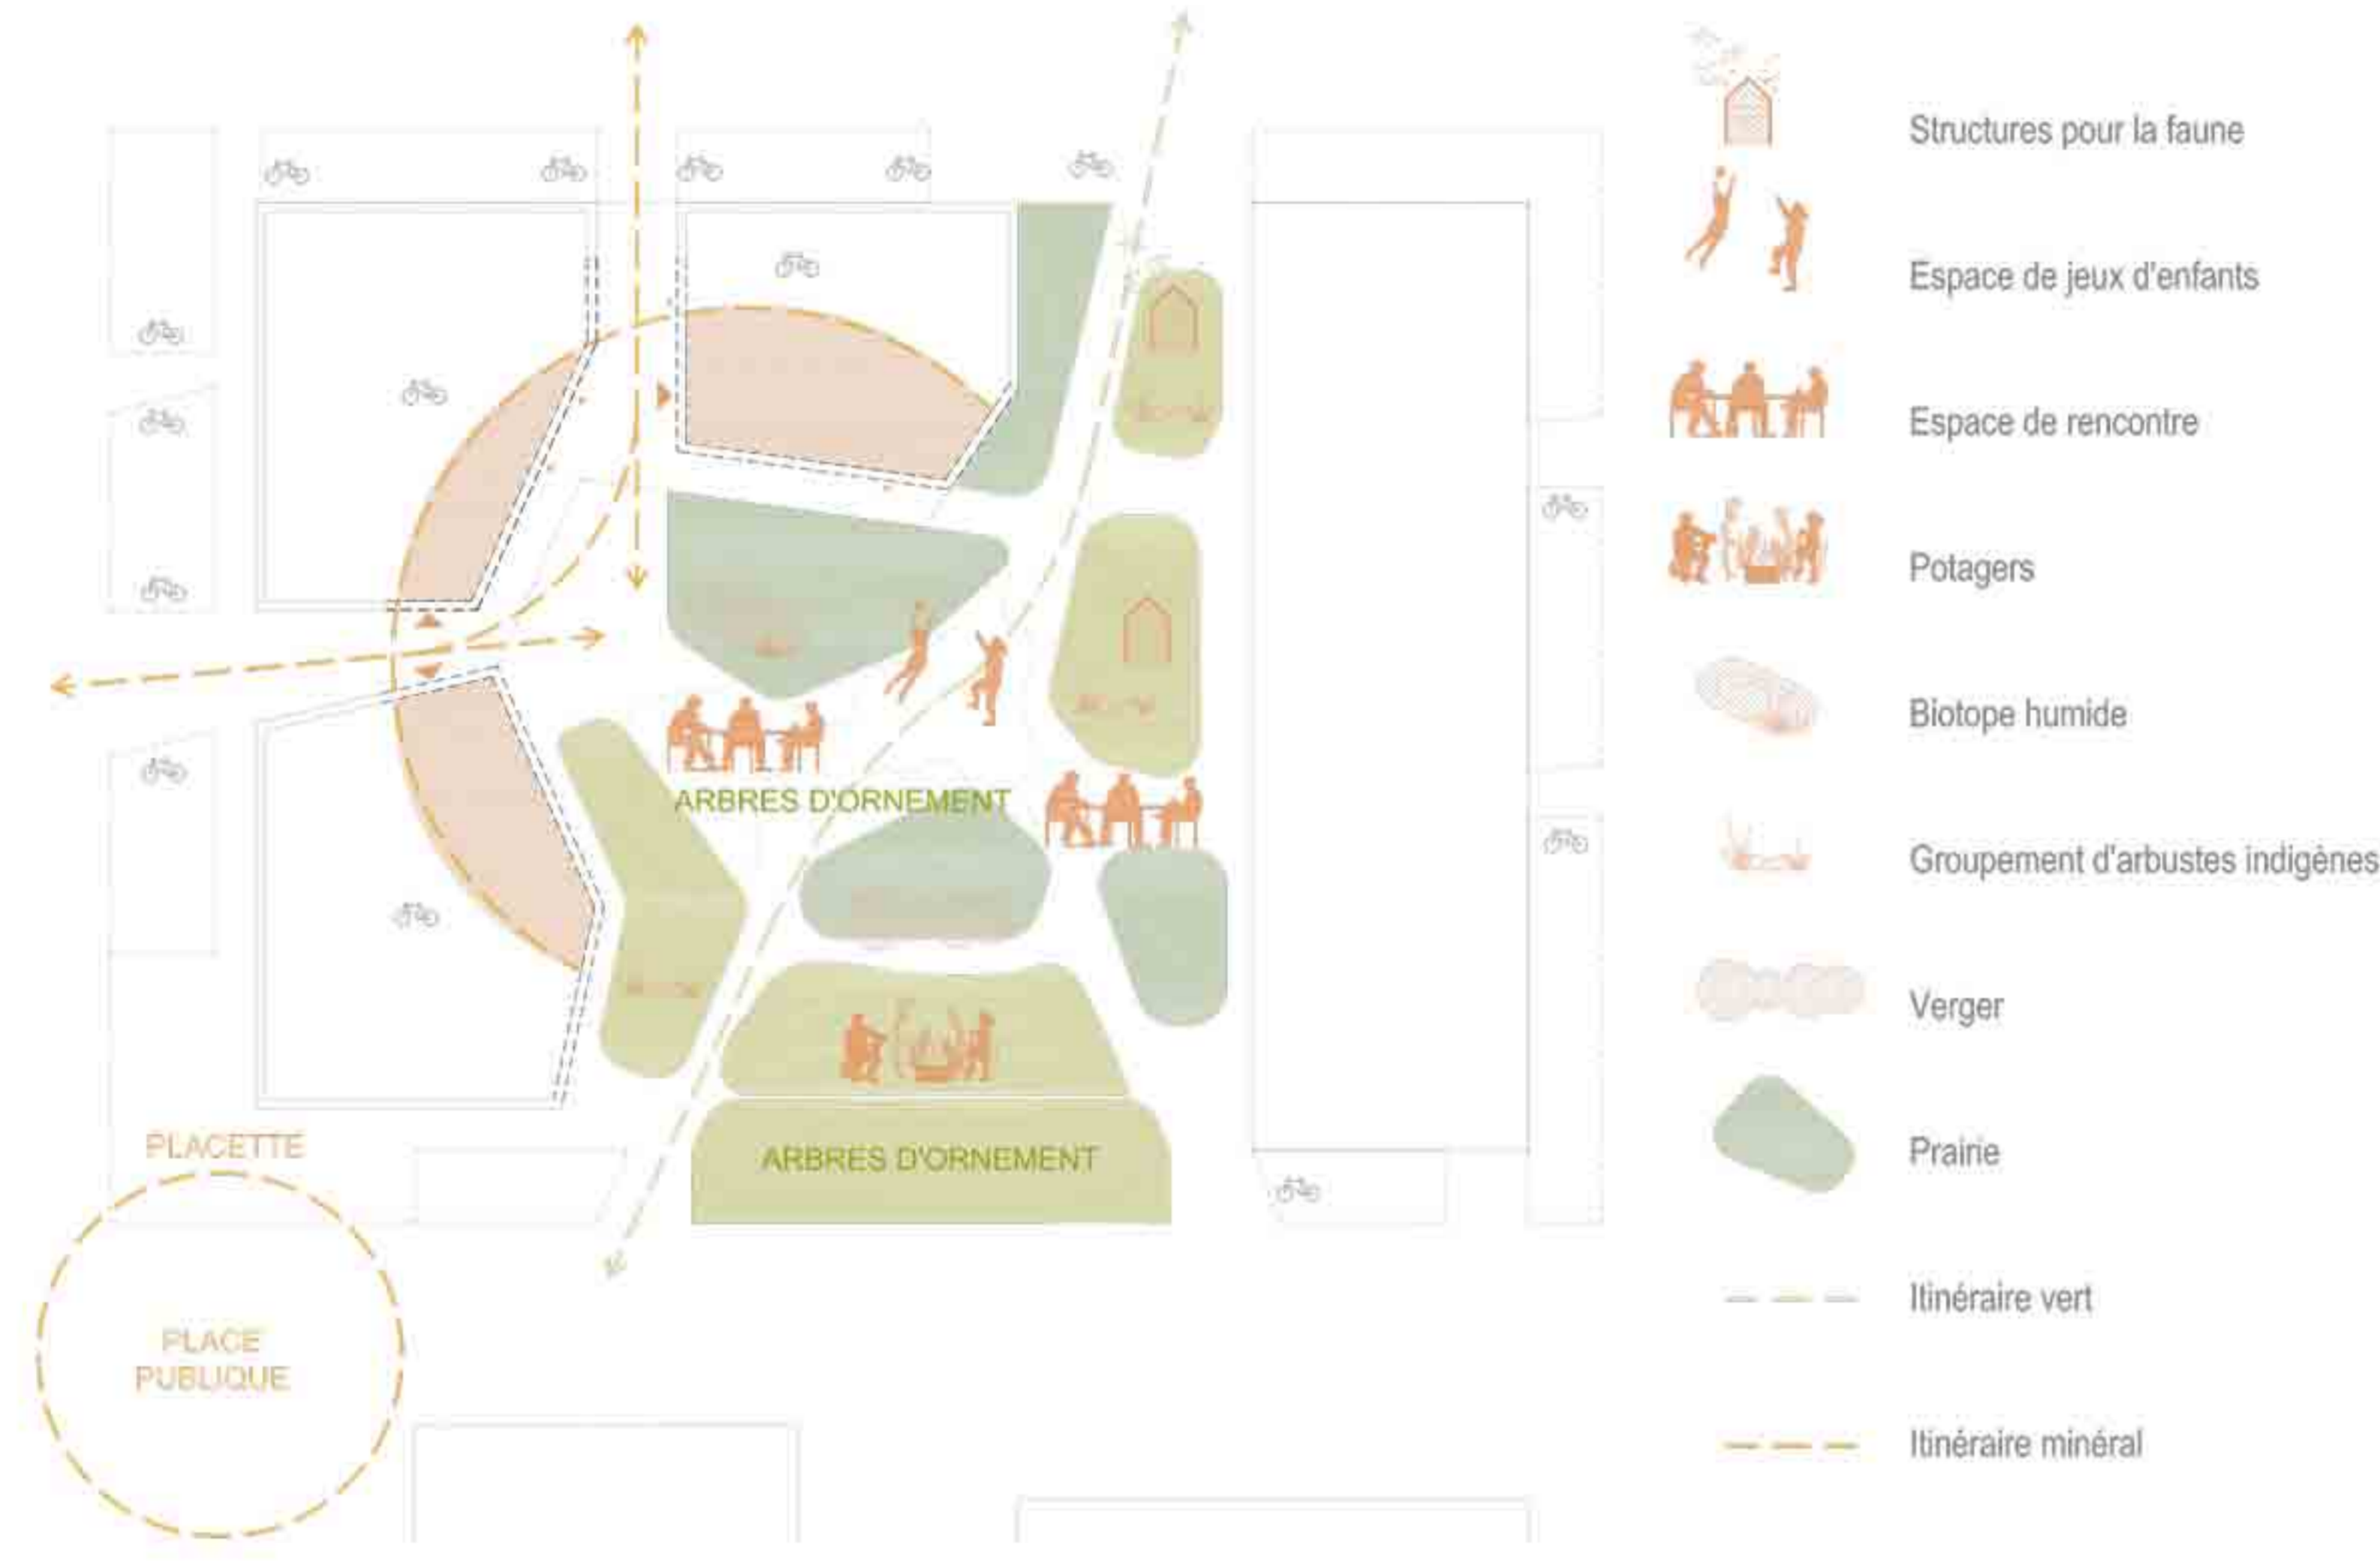 Structures pour la faune
Espace de jeux d'enfants
Espace de rencontre
Potagers
Biotope humide
Groupement d'arbustes indigènes
Verger
Prairie
Itinéraire vert
Itinéraire minéral
ARBRES D'ORNEMENT
ARBRES D'ORNEMENT
PLACETTE
PLACE
PUBLIQUE